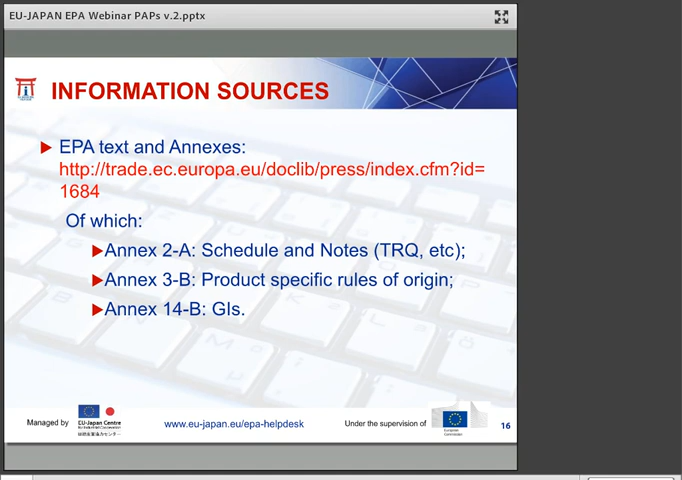 EU-JAPAN EPA Webinar PAPs v.2.pptx
INFORMATION SOURCES
▶ EPA text and Annexes:
http://trade.ec.europa.eu/doclib/press/index.cfm?id=
1684
Of which:
▶Annex 2-A: Schedule and Notes (TRQ, etc);
▶Annex 3-B: Product specific rules of origin;
▶Annex 14-B: GIs.
Managed by
EU-Japan Centre
www.eu-japan.eu/epa-helpdesk
Under the supervision of
European
Commission
16